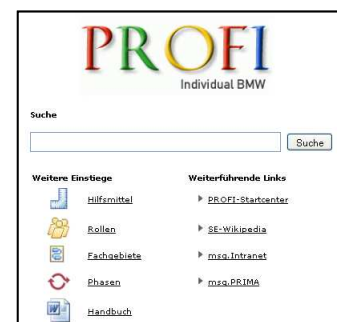 PROFI
Individual BMW
Suche
Suche
Weitere Einstiege
Weiterführende Links
Hilfsmittel
PROFI-Startcenter
Rollen
SE-Wikipedia
Fachgebiete
msg.Intranet
Phasen
msg.PRIMA
Handbuch